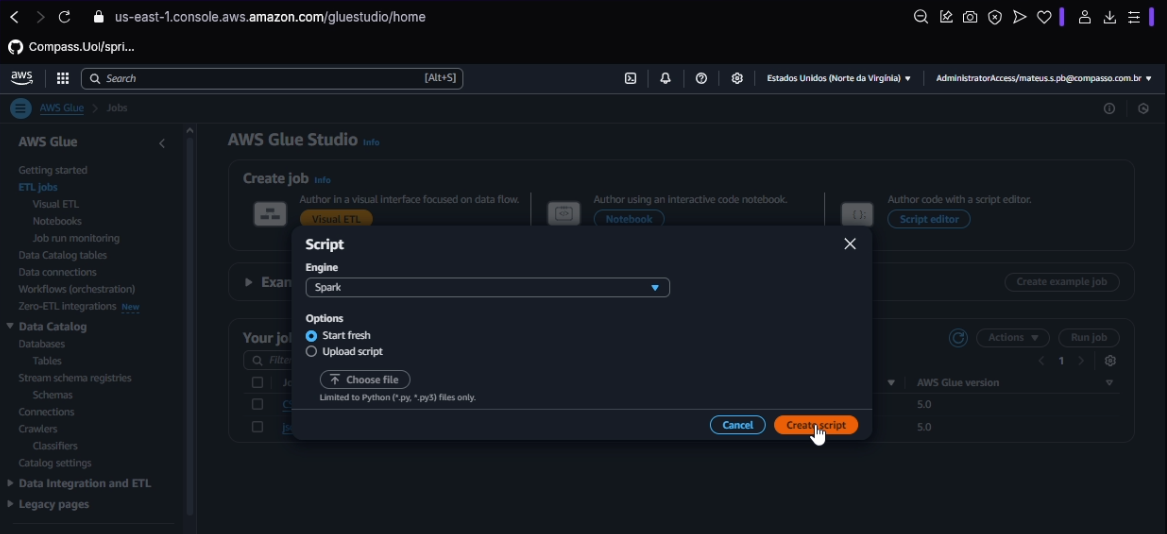 us-east-1.console.aws.amazon.com/gluestudio/home
Compass.Uol/spri...
aws
Search
[Alt+S]
Estados Unidos (Norte da Virgínia)
AdministratorAccess/mateus.s.pb@compasso.com.br
AWS Glue > Jobs
AWS Glue
Getting started
ETL jobs
Visual ETL
Notebooks
Job run monitoring
Data Catalog tables
Data connections
Workflows (orchestration)
Zero-ETL integrations New
Data Catalog
Databases
Tables
Stream schema registries
Schemas
Connections
Crawlers
Classifiers
Catalog settings
Data Integration and ETL
Legacy pages
AWS Glue Studio Info
Create job Info
Author in a visual interface focused on data flow.
Visual ETL
Author using an interactive code notebook.
Notebook
Author code with a script editor.
Script editor
Create example job
Actions
Run job
1
AWS Glue version
5.0
5.0
Script
Engine
Spark
Options
Start fresh
Upload script
Choose file
Limited to Python (*.py, *.py3) files only.
Cancel
Create script